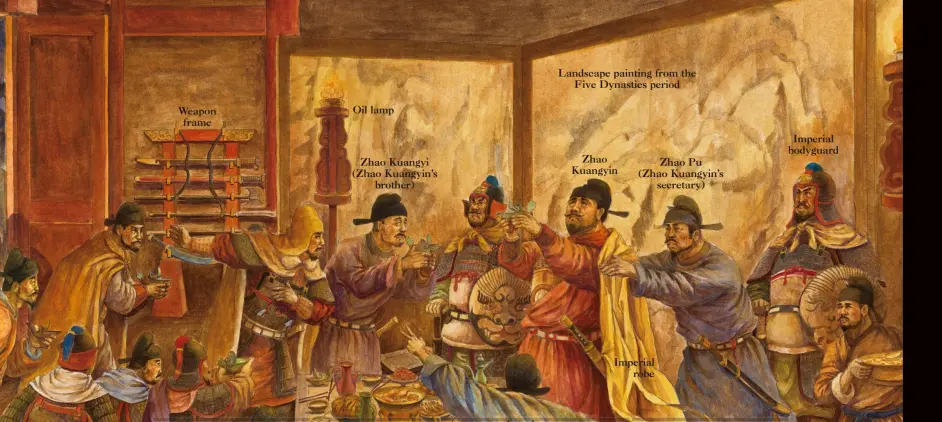 Landscape painting from the
Five Dynasties period
Weapon
frame
Oil lamp
Imperial
bodyguard
Zhao Kuangyi
(Zhao Kuangyin's
brother)
Zhao
Kuangyin
Zhao Pu
(Zhao Kuangyin's
secretary)
Imperial
robe